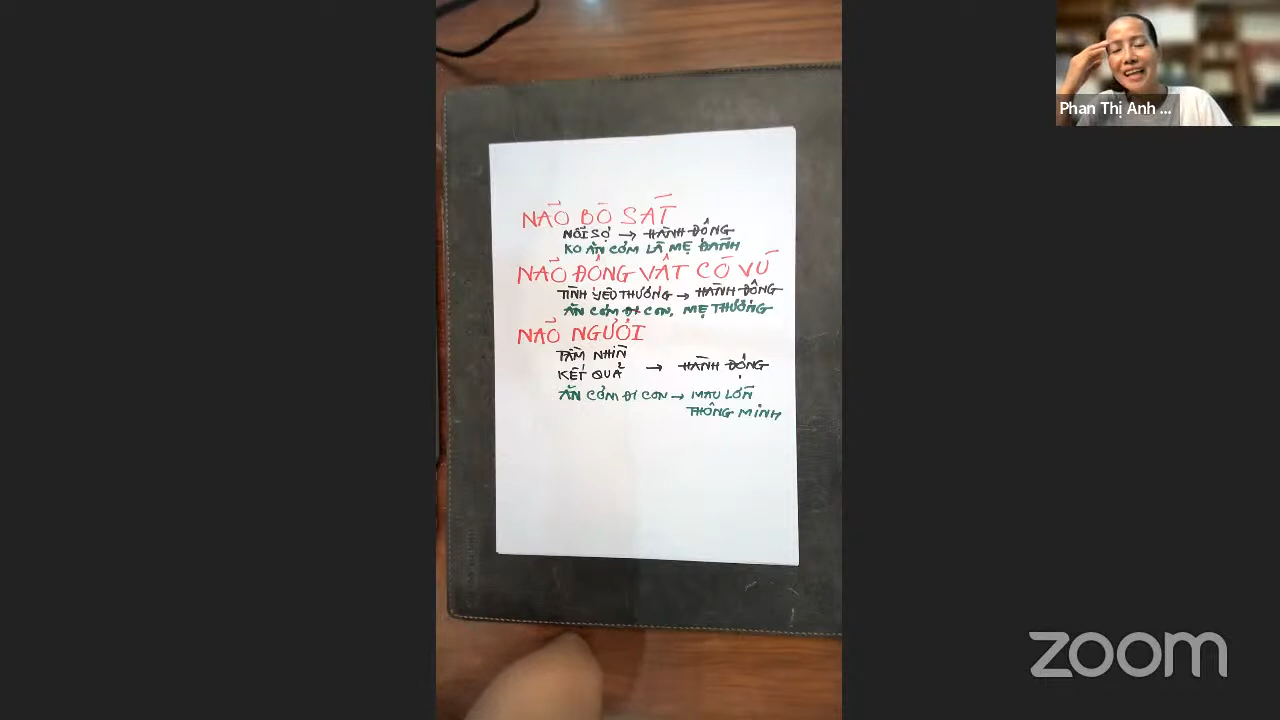 NÃO BÒ SÁT
NỖI SỢ → HÀNH ĐỘNG
KO ĂN CƠM LÀ MẸ ĐÁNH
NÃO ĐỘNG VẬT CÓ VÚ
TÌNH YÊU THƯƠNG → HÀNH ĐỘNG
ĂN CƠM ĐI CON, MẸ THƯƠNG
NÃO NGƯỜI
TẦM NHÌN
KẾT QUẢ → HÀNH ĐỘNG
ĂN CƠM ĐI CON → MAU LỚN
THÔNG MINH
Phan Thị Anh ...
zoom